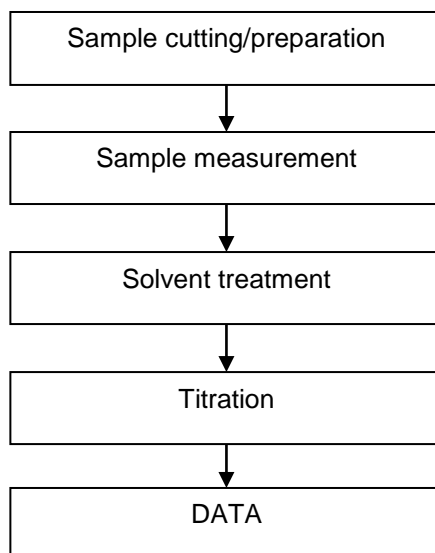 Sample cutting/preparation
Sample measurement
Solvent treatment
Titration
DATA